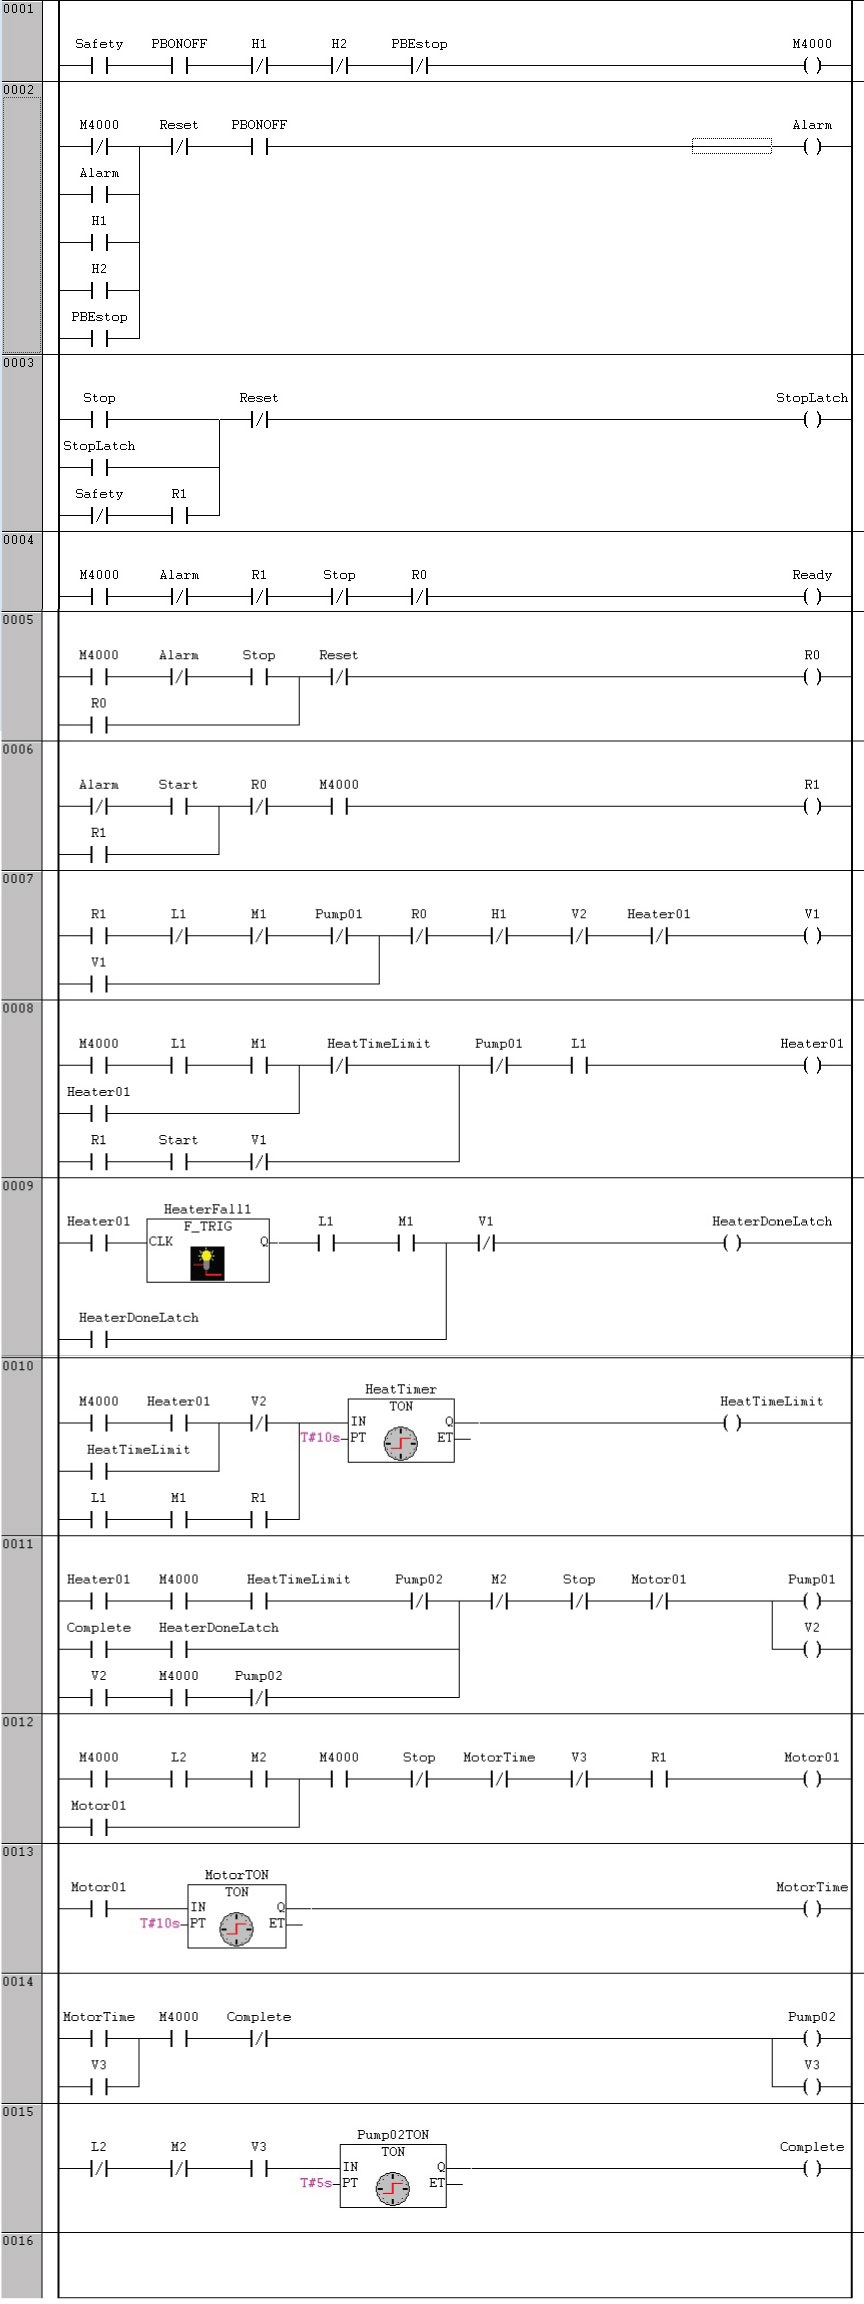 0001
Safety PBONOFF H1 H2 PBEstop M4000
0002
M4000 Reset PBONOFF Alarm
Alarm
H1
H2
PBEstop
0003
Stop Reset StopLatch
StopLatch
Safety R1
0004
M4000 Alarm R1 Stop R0 Ready
0005
M4000 Alarm Stop Reset R0
R0
0006
Alarm Start R0 M4000 R1
R1
0007
R1 L1 M1 Pump01 R0 H1 V2 Heater01 V1
V1
0008
M4000 L1 M1 HeatTimeLimit Pump01 L1 Heater01
Heater01
R1 Start V1
0009
HeaterFall1
Heater01 F_TRIG L1 M1 V1 HeaterDoneLatch
CLK Q
HeaterDoneLatch
0010
HeatTimer
M4000 Heater01 V2 TON HeatTimeLimit
IN Q
T#10s PT ET
HeatTimeLimit
L1 M1 R1
0011
Heater01 M4000 HeatTimeLimit Pump02 M2 Stop Motor01 Pump01
Complete HeaterDoneLatch V2
V2 M4000 Pump02
0012
M4000 L2 M2 M4000 Stop MotorTime V3 R1 Motor01
Motor01
0013
MotorTON
Motor01 TON MotorTime
IN Q
T#10s PT ET
0014
MotorTime M4000 Complete Pump02
V3 V3
0015
Pump02TON
L2 M2 V3 TON Complete
IN Q
T#5s PT ET
0016